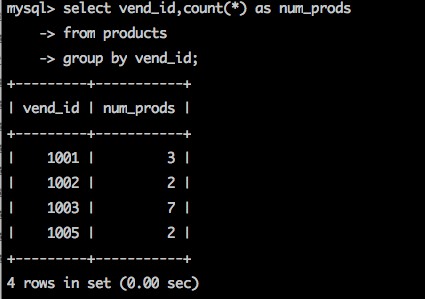 mysql> select vend_id,count(*) as num_prods
    -> from products
    -> group by vend_id;
+---------+-----------+
| vend_id | num_prods |
+---------+-----------+
|    1001 |         3 |
|    1002 |         2 |
|    1003 |         7 |
|    1005 |         2 |
+---------+-----------+
4 rows in set (0.00 sec)